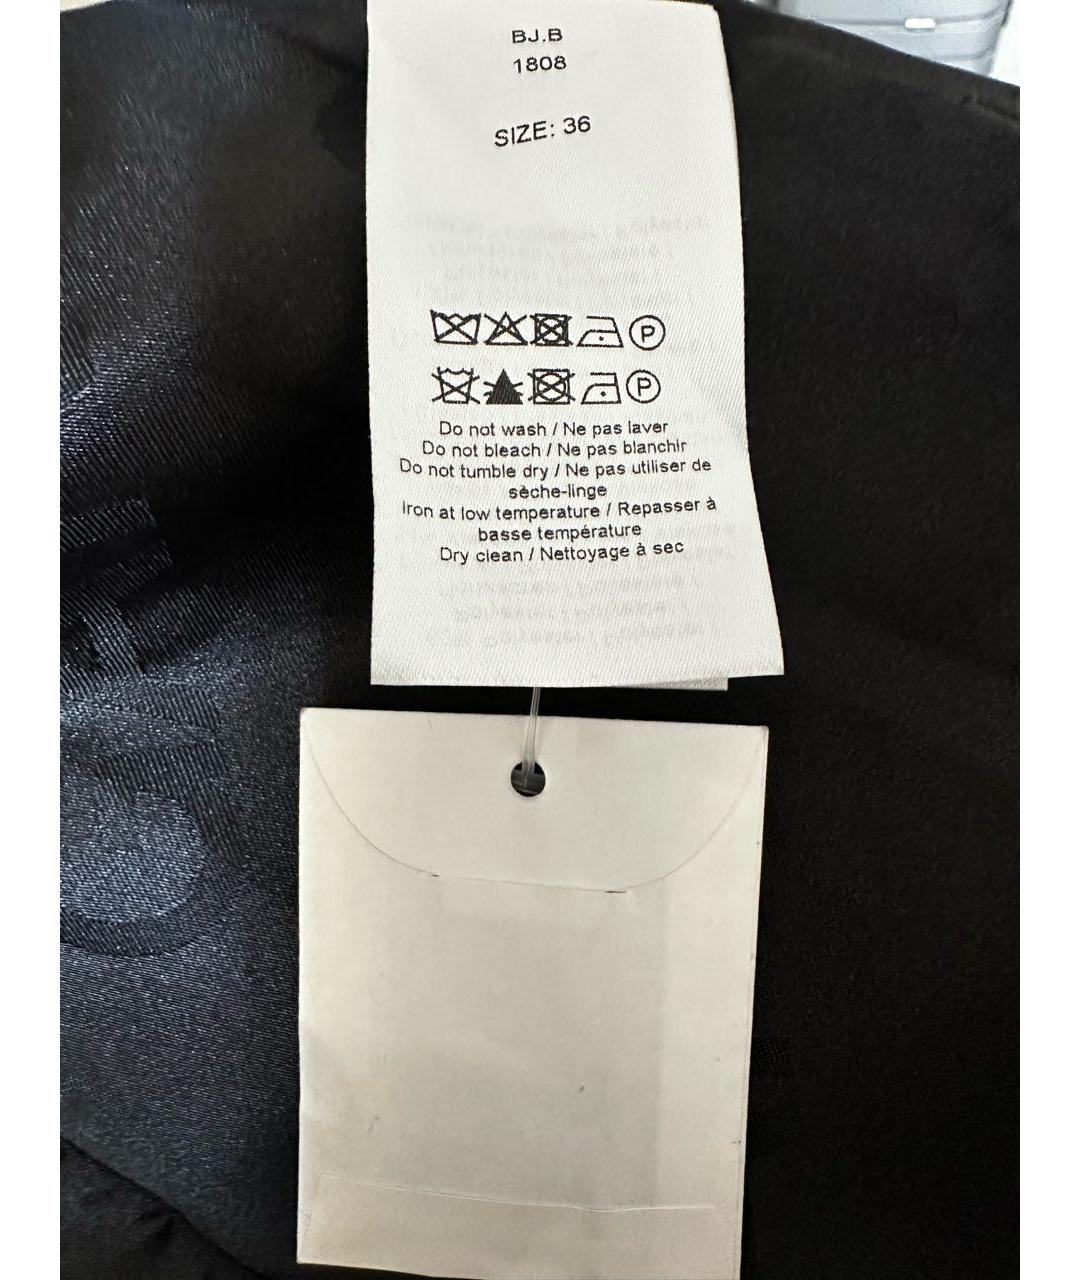 BJ.B
1808
SIZE: 36
P
P
Do not wash / Ne pas laver
Do not bleach / Ne pas blanchir
Do not tumble dry / Ne pas utiliser de
sèche-linge
Iron at low temperature / Repasser à
basse température
Dry clean / Nettoyage à sec